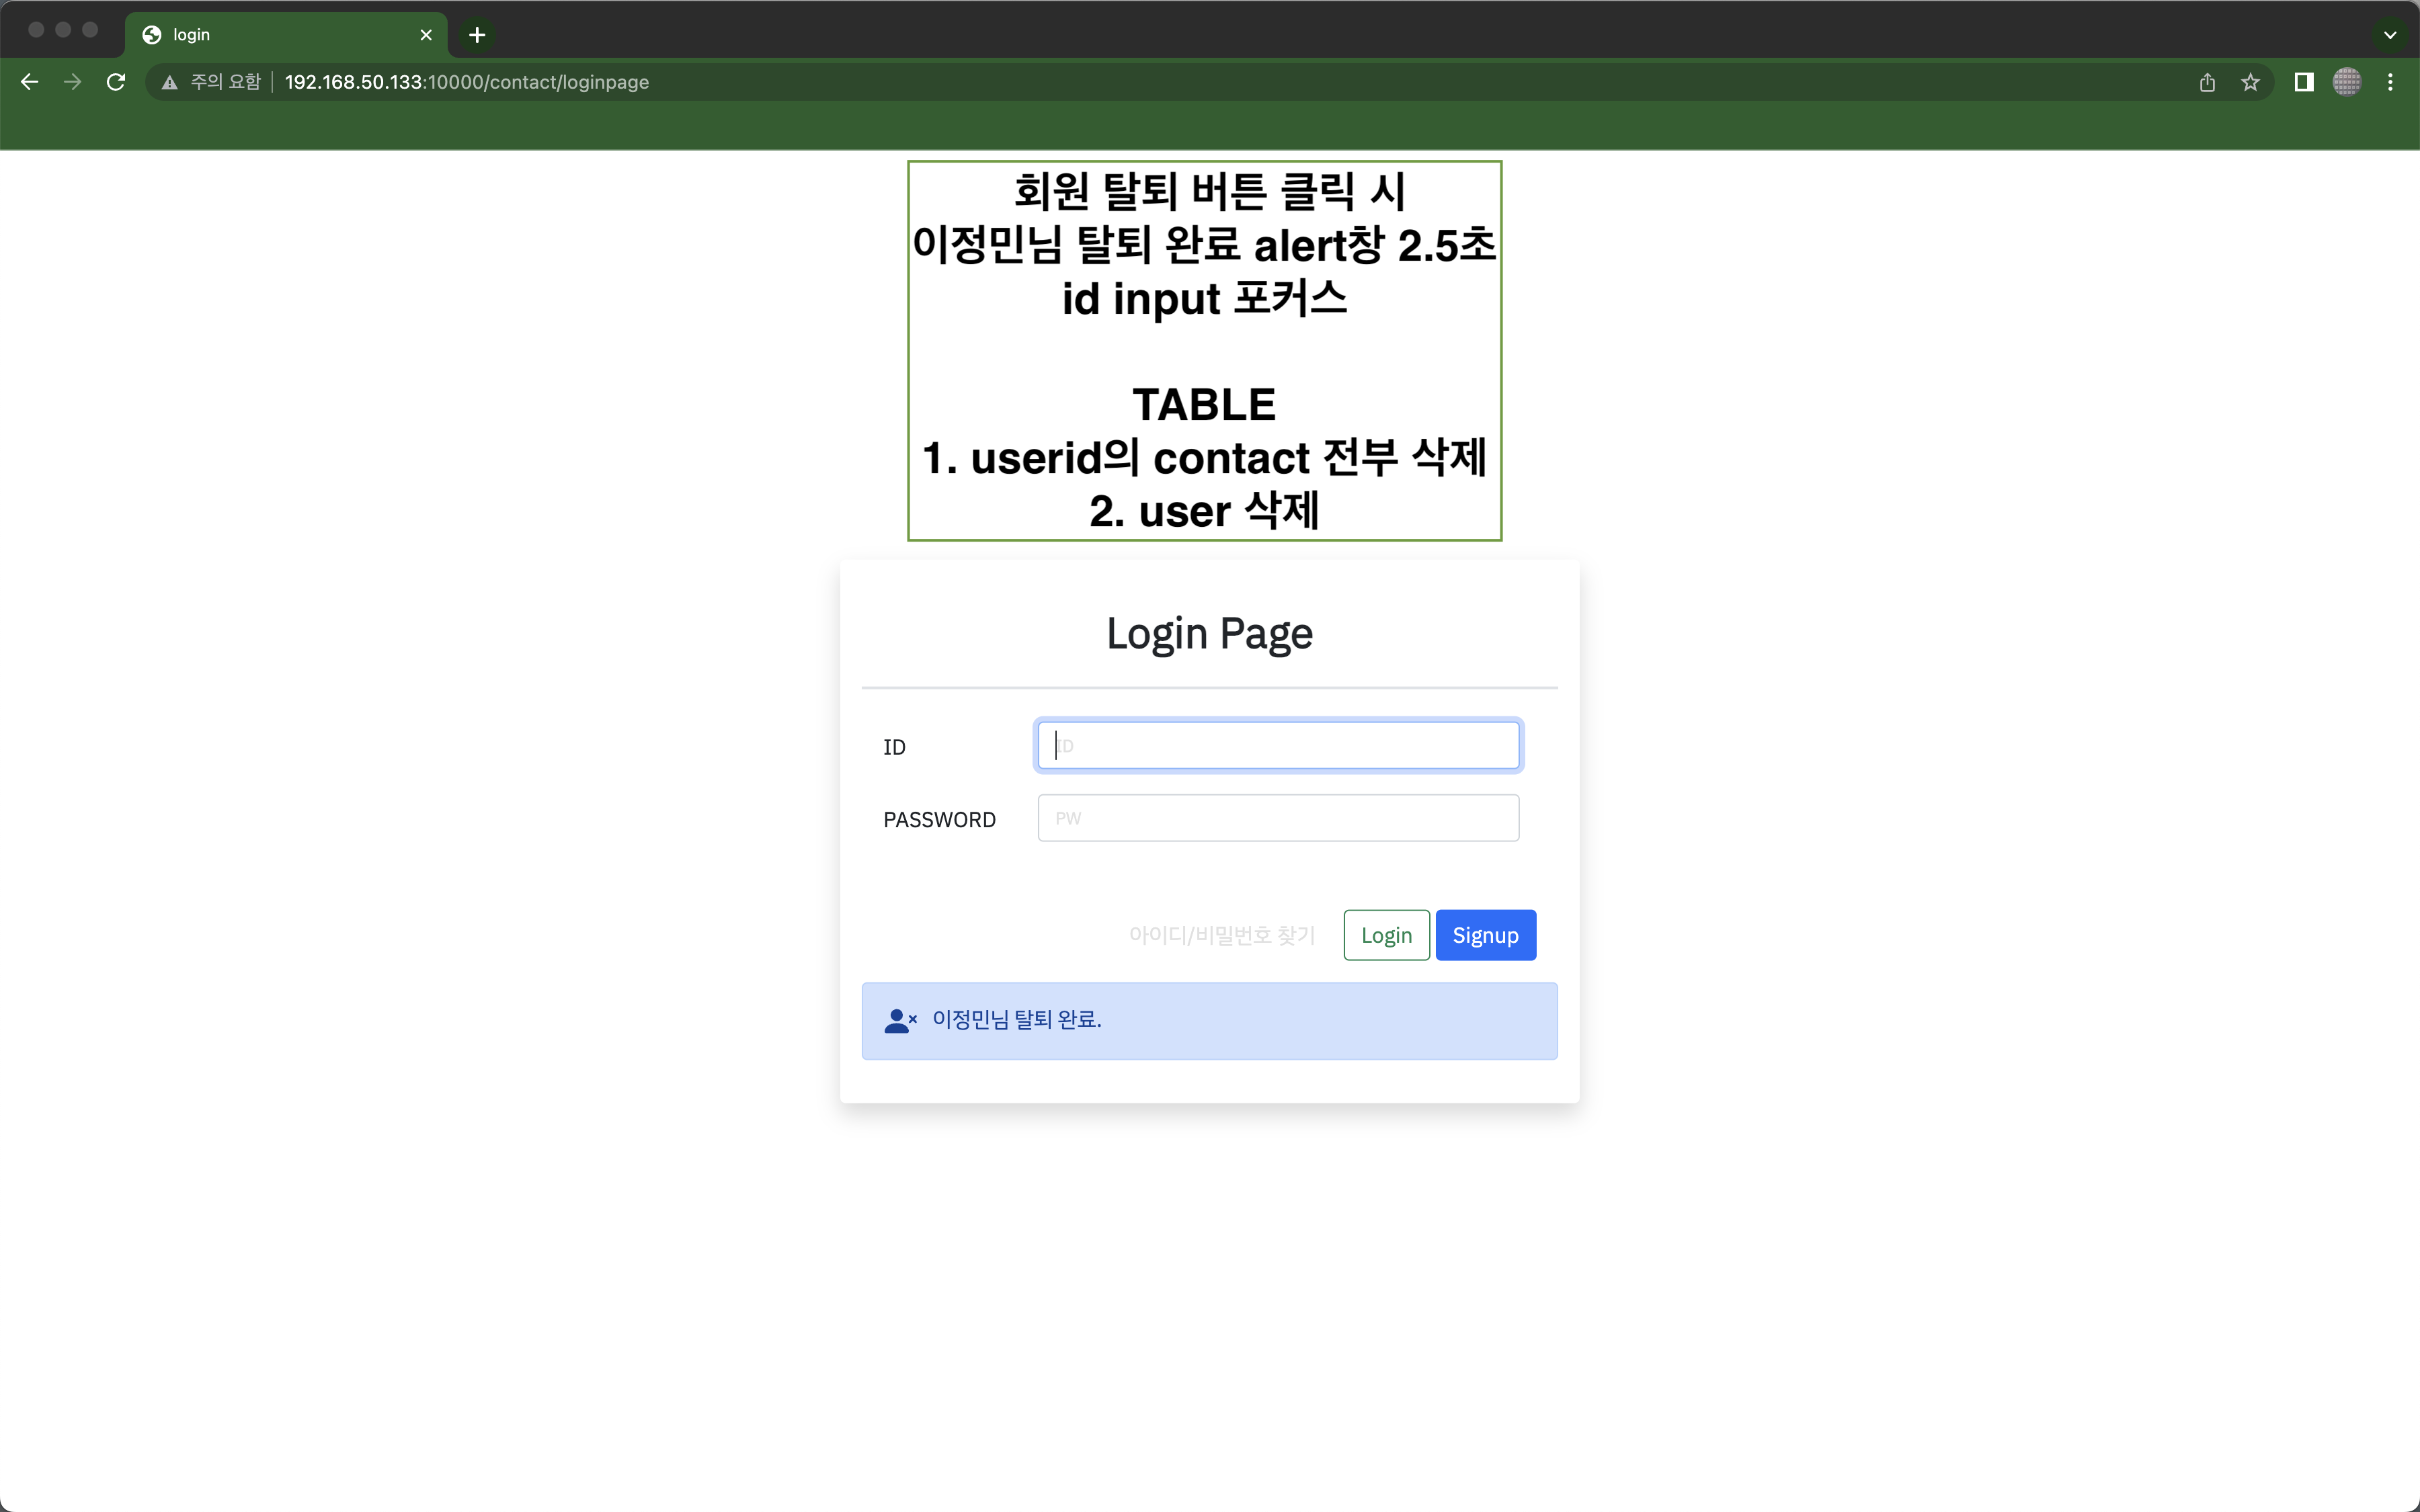 login
주의 요함
192.168.50.133:10000/contact/loginpage
회원 탈퇴 버튼 클릭 시
이정민님 탈퇴 완료 alert창 2.5초
id input 포커스
TABLE
1. userid의 contact 전부 삭제
2. user 삭제
Login Page
ID
ID
PASSWORD
PW
아이디/비밀번호 찾기
Login
Signup
이정민님 탈퇴 완료.